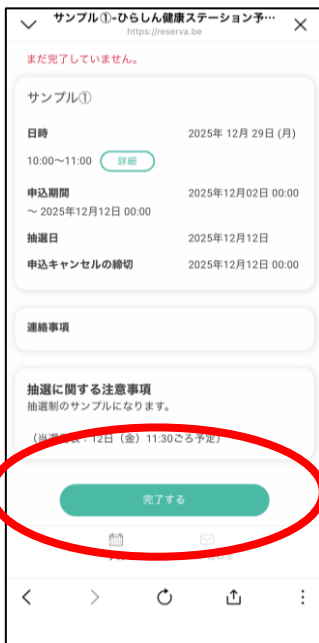 サンプル①-ひらしん健康ステーション予…
https://reserva.be
まだ完了していません。
サンプル①
日時 2025年 12月 29日 (月)
10:00～11:00 詳細
申込期間 2025年12月02日 00:00
～ 2025年12月12日 00:00
抽選日 2025年12月12日
申込キャンセルの締切 2025年12月12日 00:00
連絡事項
抽選に関する注意事項
抽選制のサンプルになります。
12日（金）11:30ごろ予定）
完了する